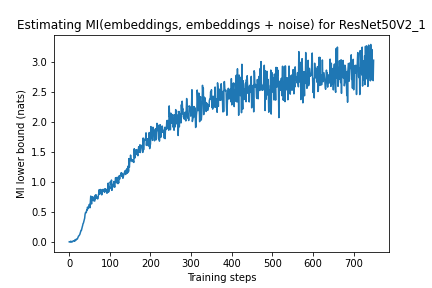 Estimating MI(embeddings, embeddings + noise) for ResNet50V2_1
MI lower bound (nats)
3.0
2.5
2.0
1.5
1.0
0.5
0.0
0 100 200 300 400 500 600 700
Training steps